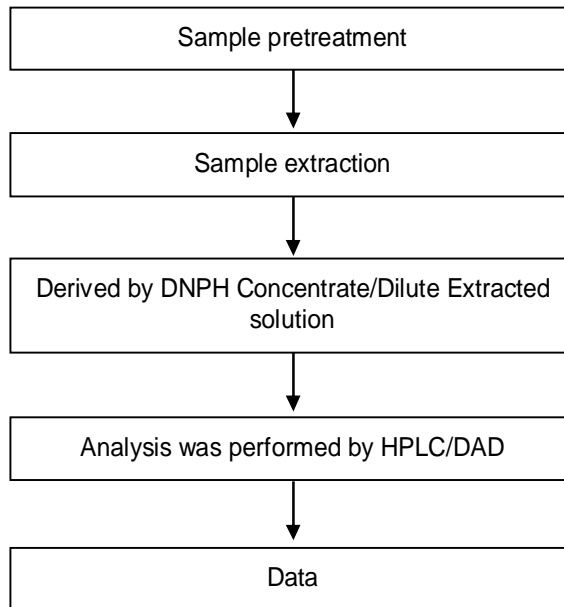 Sample pretreatment
Sample extraction
Derived by DNPH Concentrate/Dilute Extracted
solution
Analysis was performed by HPLC/DAD
Data